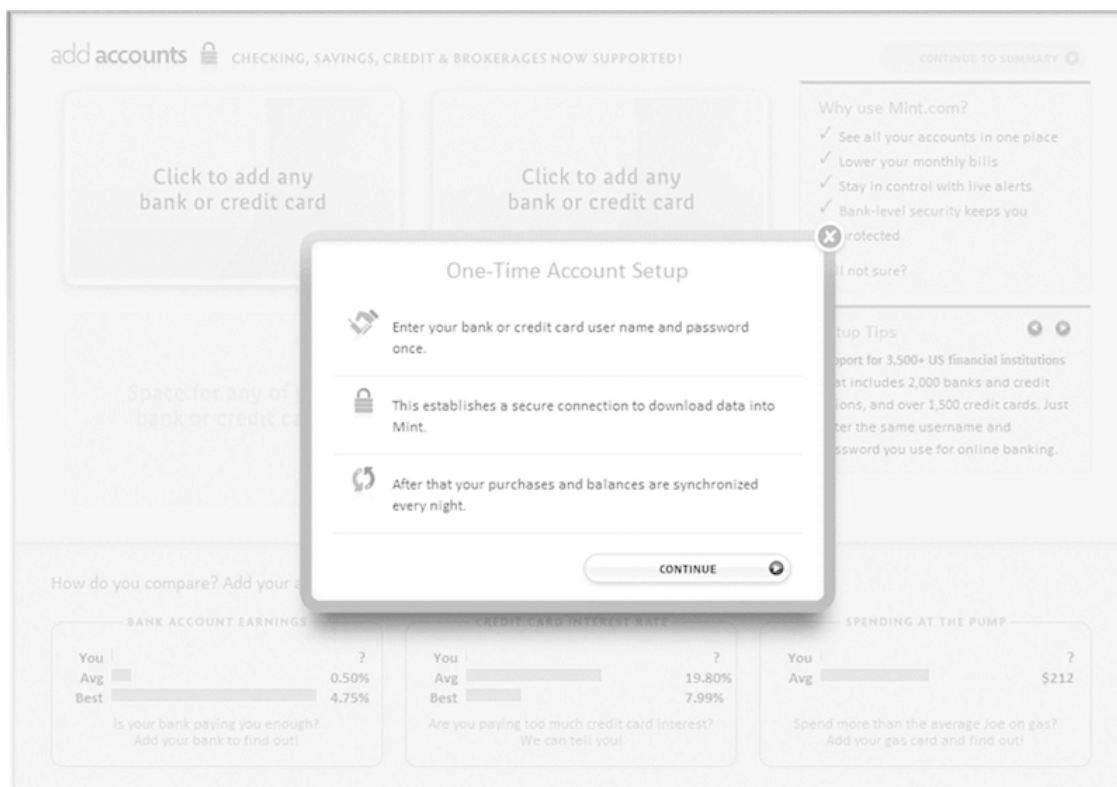 add accounts CHECKING, SAVINGS, CREDIT & BROKERAGES NOW SUPPORTED!
CONTINUE TO SUMMARY
Click to add any
bank or credit card
Click to add any
bank or credit card
Why use Mint.com?
See all your accounts in one place
Lower your monthly bills
Stay in control with live alerts
Bank-level security keeps you
protected
not sure?
Space for any of
bank or credit
Tips
for 3,500+ US financial institutions
includes 2,000 banks and credit
and over 1,500 credit cards. Just
the same username and
you use for online banking.
One-Time Account Setup
Enter your bank or credit card user name and password
once.
This establishes a secure connection to download data into
Mint.
After that your purchases and balances are synchronized
every night.
CONTINUE
How do you compare? Add your
BANK ACCOUNT EARNINGS
You ?
Avg 0.50%
Best 4.75%
Is your bank paying you enough?
Add your bank to find out!
CREDIT CARD INTEREST RATE
You ?
Avg 19.80%
Best 7.99%
Are you paying too much credit card interest?
We can tell you!
SPENDING AT THE PUMP
You ?
Avg $212
Spend more than the average Joe on gas?
Add your gas card and find out!